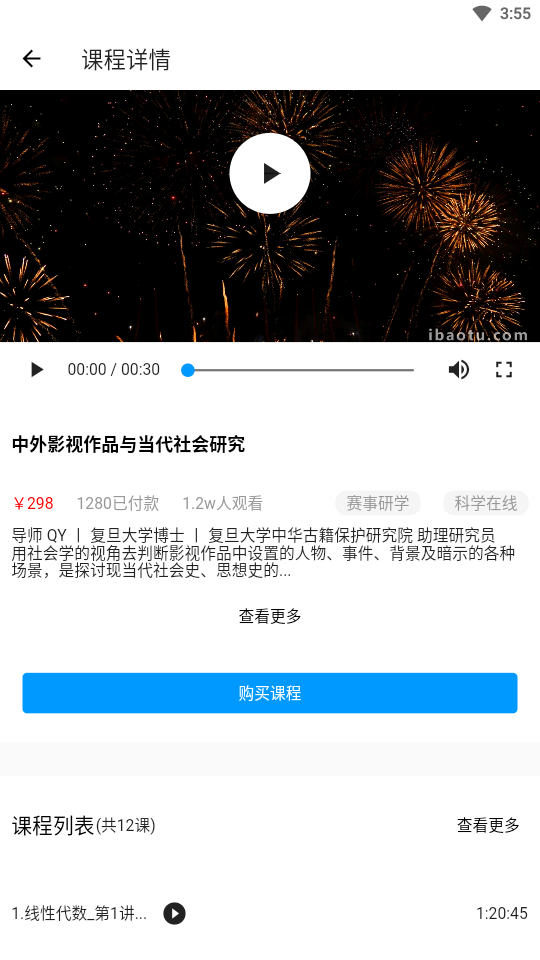 3:55
课程详情
ibaotu.com
00:00 / 00:30
中外影视作品与当代社会研究
￥298 1280已付款 1.2w人观看 赛事研学 科学在线
导师 QY 丨 复旦大学博士 丨 复旦大学中华古籍保护研究院 助理研究员
用社会学的视角去判断影视作品中设置的人物、事件、背景及暗示的各种
场景，是探讨现当代社会史、思想史的...
查看更多
购买课程
课程列表(共12课) 查看更多
1.线性代数_第1讲... 1:20:45